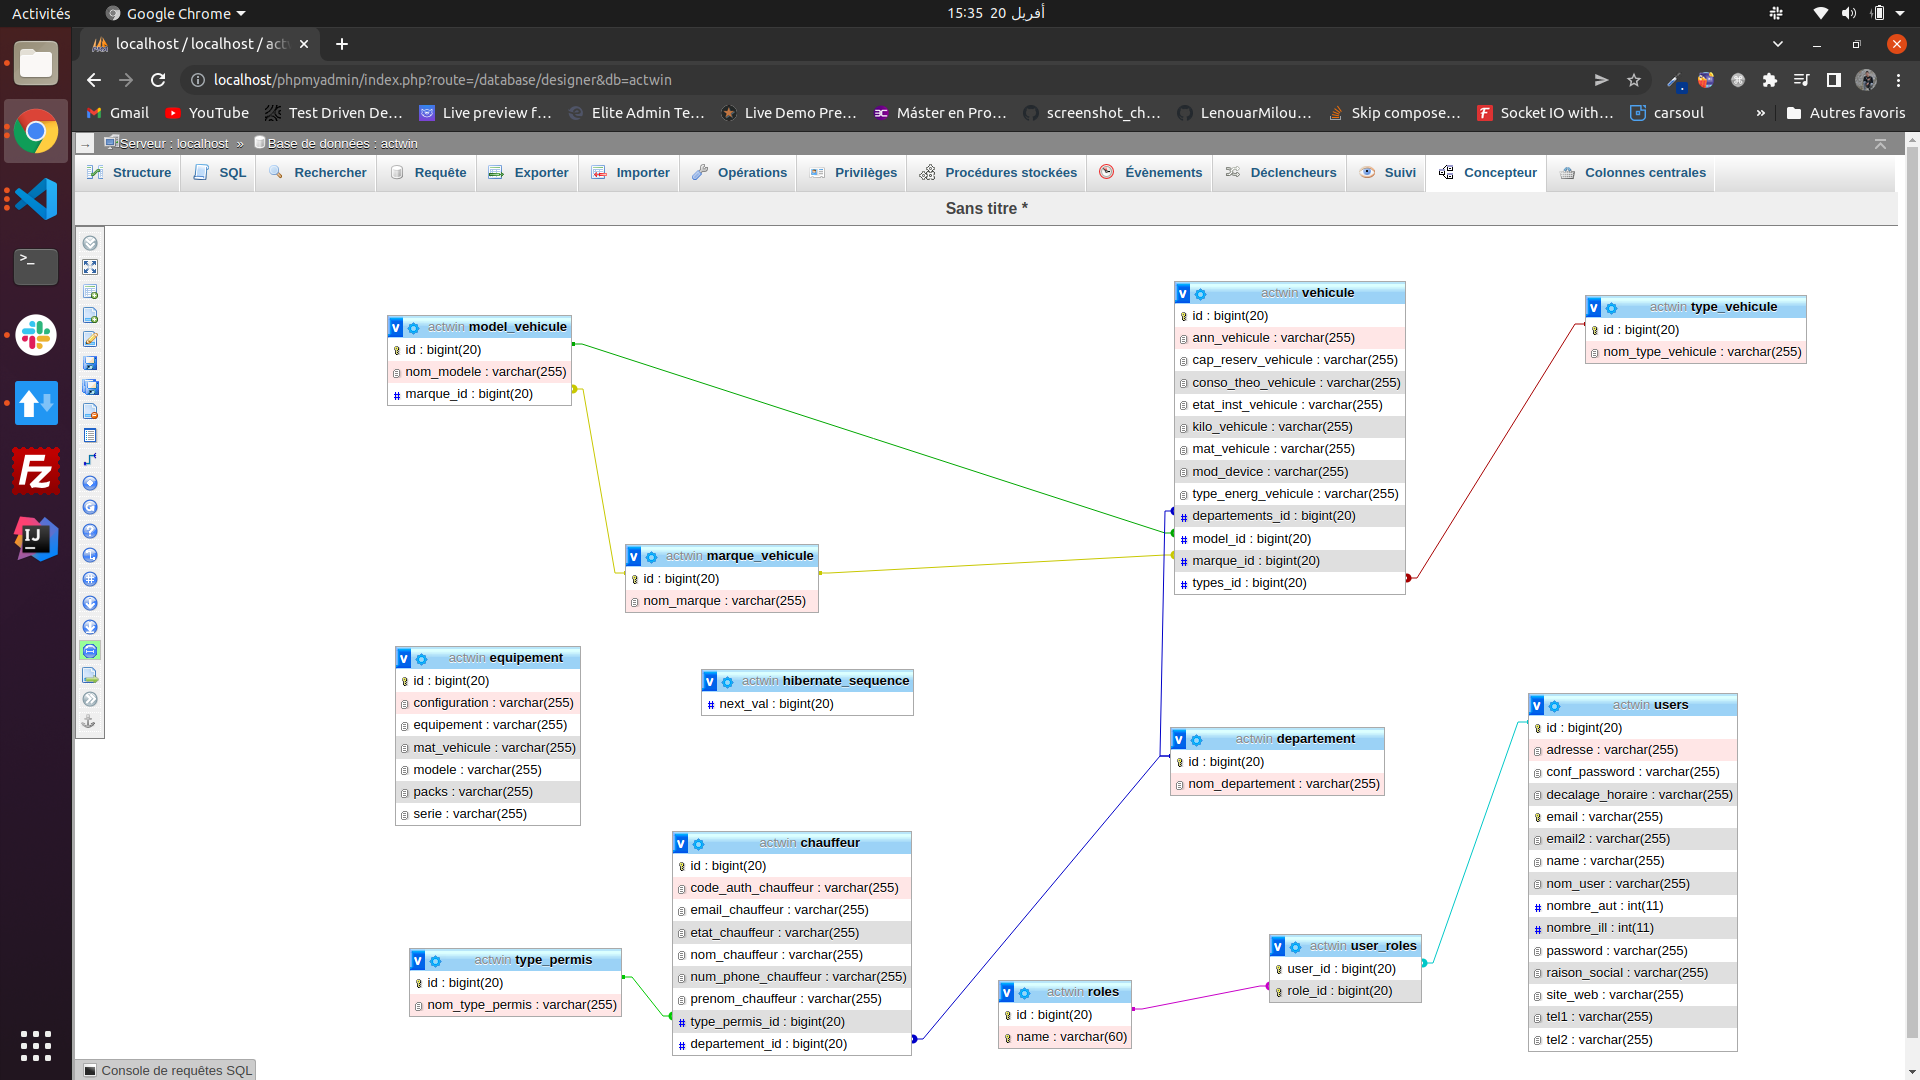 Activités
Google Chrome
15:35 20 أفريل
localhost / localhost / act
localhost/phpmyadmin/index.php?route=/database/designer&db=actwin
Gmail
YouTube
Test Driven De…
Live preview f…
Elite Admin Te…
Live Demo Pre…
Máster en Pro…
screenshot_ch…
LenouarMilou…
Skip compose…
Socket IO with…
carsoul
»
Otros favoris
Serveur : localhost » Base de données : actwin
Structure
SQL
Rechercher
Requête
Exporter
Importer
Opérations
Privilèges
Procédures stockées
Évènements
Déclencheurs
Suivi
Concepteur
Colonnes centrales
Sans titre *
v actwin vehicule
id : bigint(20)
ann_vehicule : varchar(255)
cap_reserv_vehicule : varchar(255)
conso_theo_vehicule : varchar(255)
etat_inst_vehicule : varchar(255)
kilo_vehicule : varchar(255)
mat_vehicule : varchar(255)
mod_device : varchar(255)
type_energ_vehicule : varchar(255)
# departements_id : bigint(20)
# model_id : bigint(20)
# marque_id : bigint(20)
# types_id : bigint(20)
v actwin type_vehicule
id : bigint(20)
nom_type_vehicule : varchar(255)
v actwin model_vehicule
id : bigint(20)
nom_modele : varchar(255)
# marque_id : bigint(20)
v actwin marque_vehicule
id : bigint(20)
nom_marque : varchar(255)
v actwin equipement
id : bigint(20)
configuration : varchar(255)
equipement : varchar(255)
mat_vehicule : varchar(255)
modele : varchar(255)
packs : varchar(255)
serie : varchar(255)
v actwin hibernate_sequence
# next_val : bigint(20)
v actwin departement
id : bigint(20)
nom_departement : varchar(255)
v actwin users
id : bigint(20)
adresse : varchar(255)
conf_password : varchar(255)
decalage_horaire : varchar(255)
email : varchar(255)
email2 : varchar(255)
name : varchar(255)
nom_user : varchar(255)
# nombre_aut : int(11)
# nombre_ill : int(11)
password : varchar(255)
raison_social : varchar(255)
site_web : varchar(255)
tel1 : varchar(255)
tel2 : varchar(255)
v actwin chauffeur
id : bigint(20)
code_auth_chauffeur : varchar(255)
email_chauffeur : varchar(255)
etat_chauffeur : varchar(255)
nom_chauffeur : varchar(255)
num_phone_chauffeur : varchar(255)
prenom_chauffeur : varchar(255)
# type_permis_id : bigint(20)
# departement_id : bigint(20)
v actwin type_permis
id : bigint(20)
nom_type_permis : varchar(255)
v actwin roles
id : bigint(20)
name : varchar(60)
v actwin user_roles
user_id : bigint(20)
role_id : bigint(20)
Console de requêtes SQL